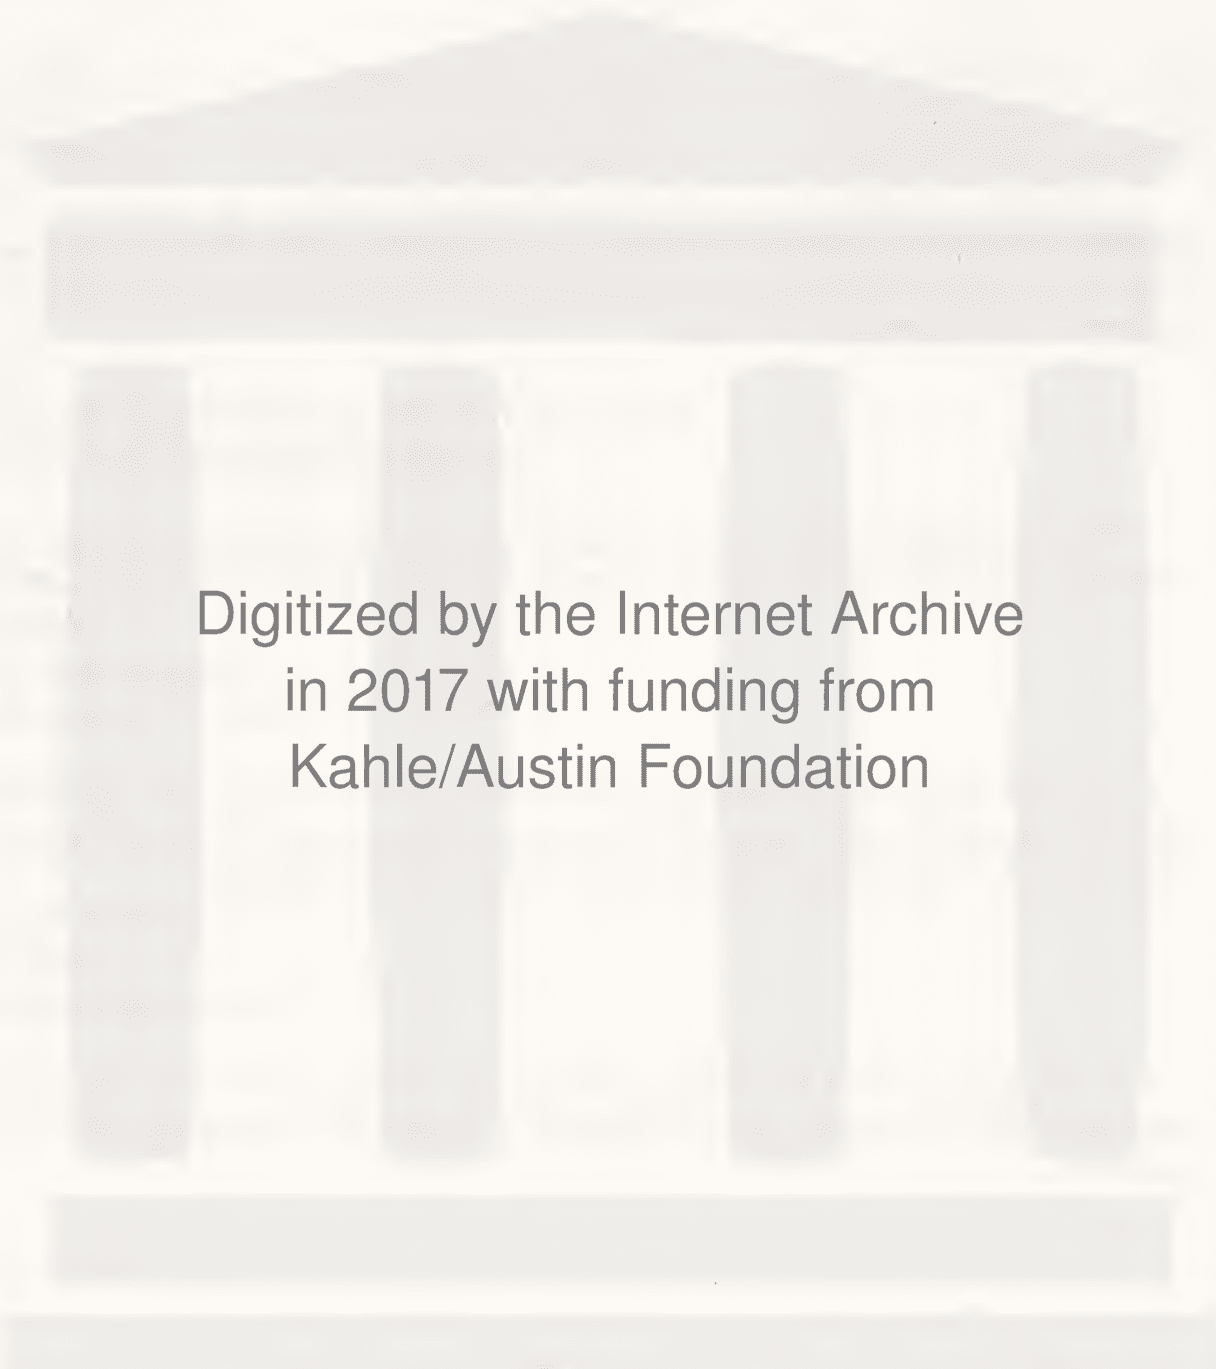 Digitized by the Internet Archive
in 2017 with funding from
Kahle/Austin Foundation